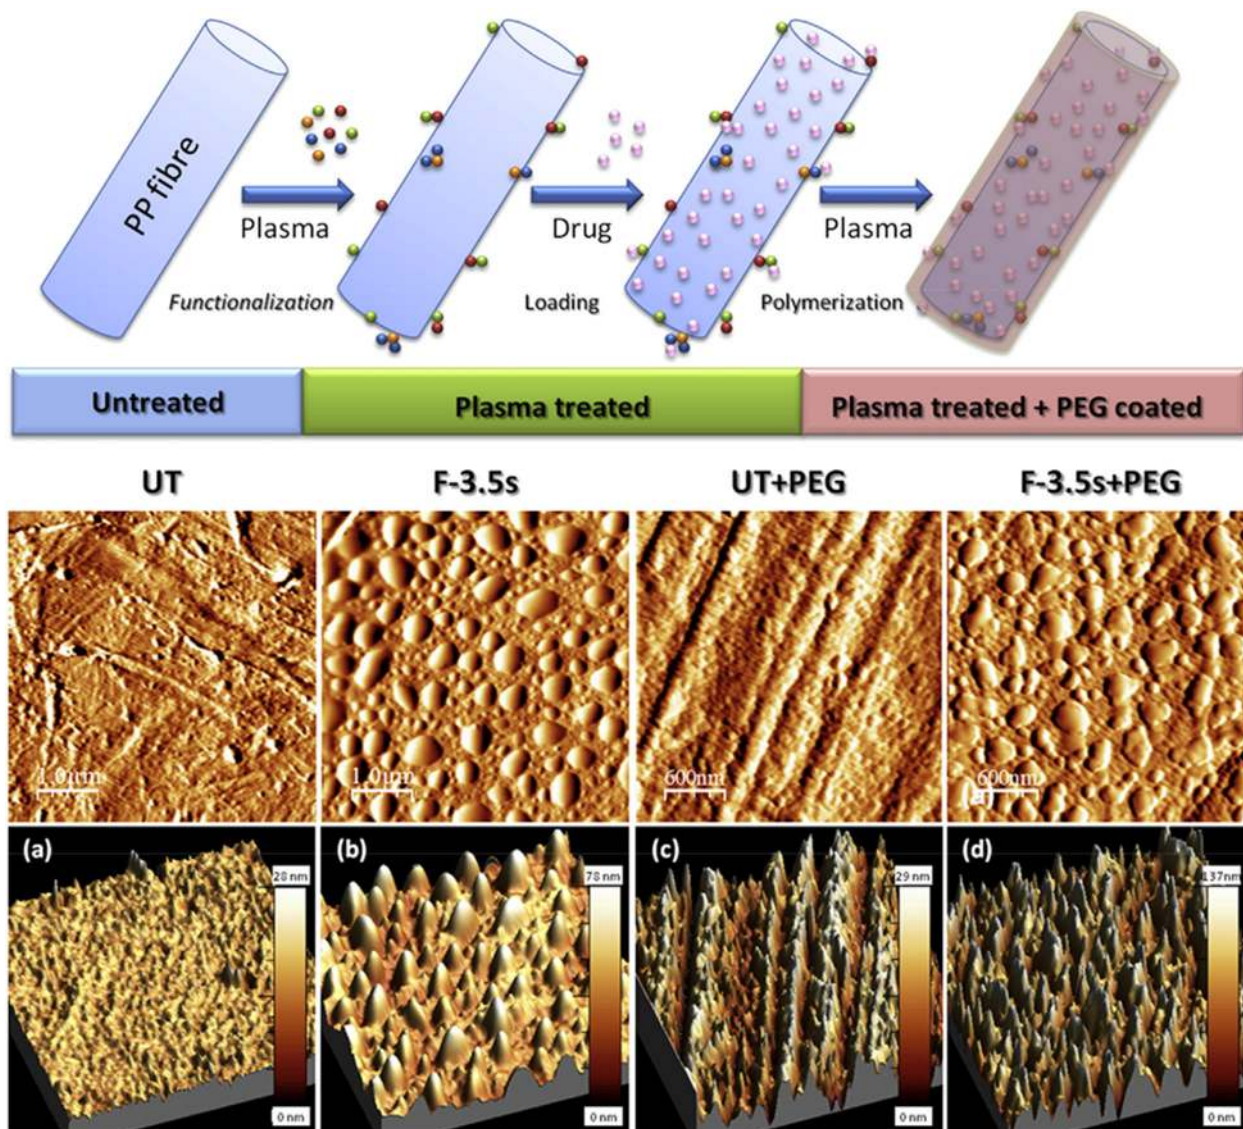 PP fibre
Plasma
Drug
Plasma
Functionalization
Loading
Polymerization
Untreated
Plasma treated
Plasma treated + PEG coated
UT
F-3.5s
UT+PEG
F-3.5s+PEG
1.0µm
1.0µm
600nm
600nm
(a)
(a)
(b)
(c)
(d)
28 nm
78 nm
29 nm
137nm
0 nm
0 nm
0 nm
0 nm